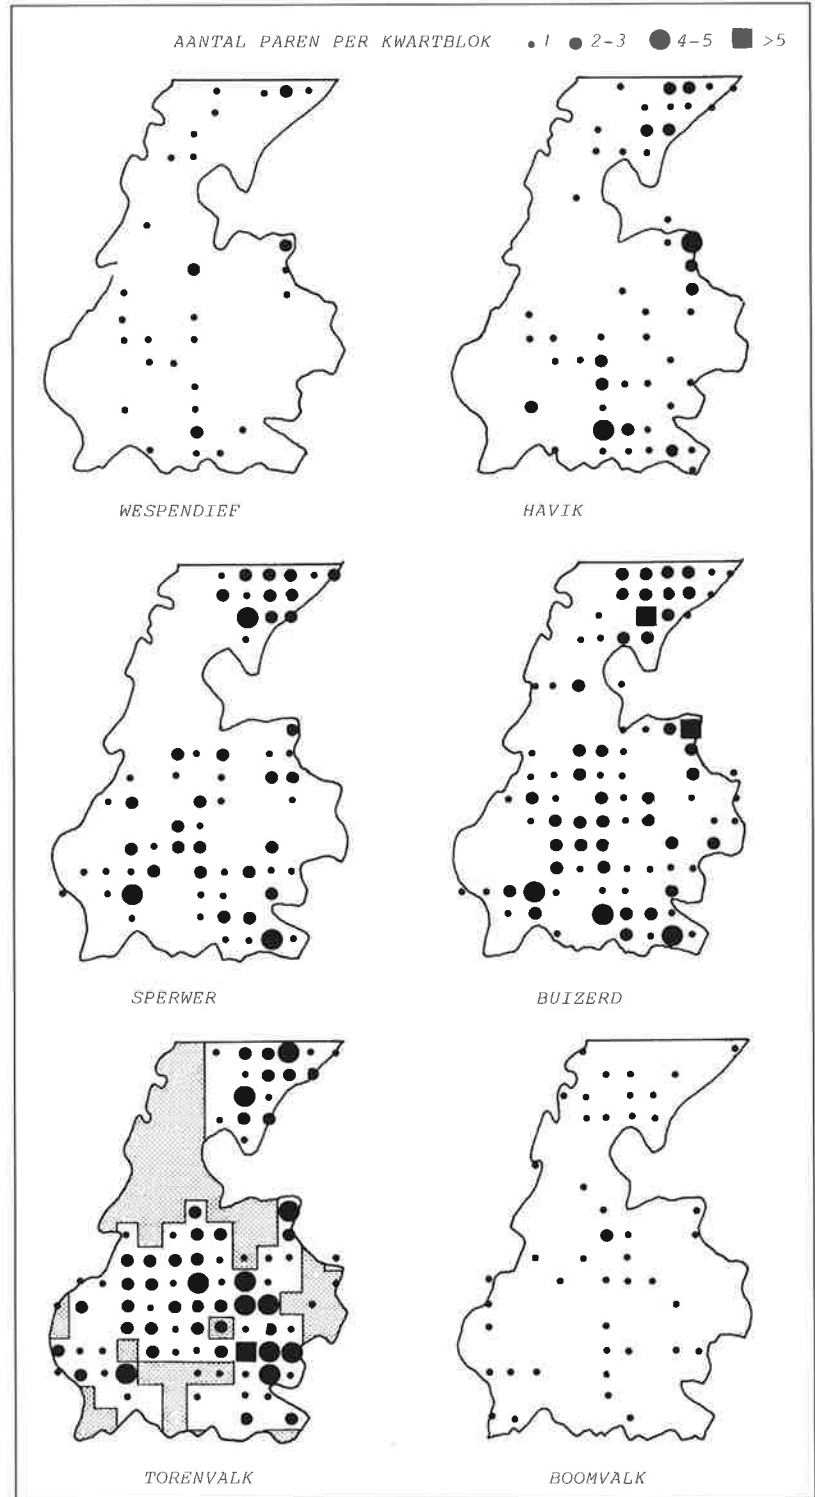 AANTAL PAREN PER KWARTBLOK 1 2-3 4-5 >5
WESPENDIEF HAVIK
SPERWER BUIZERD
TORENVALK BOOMVALK